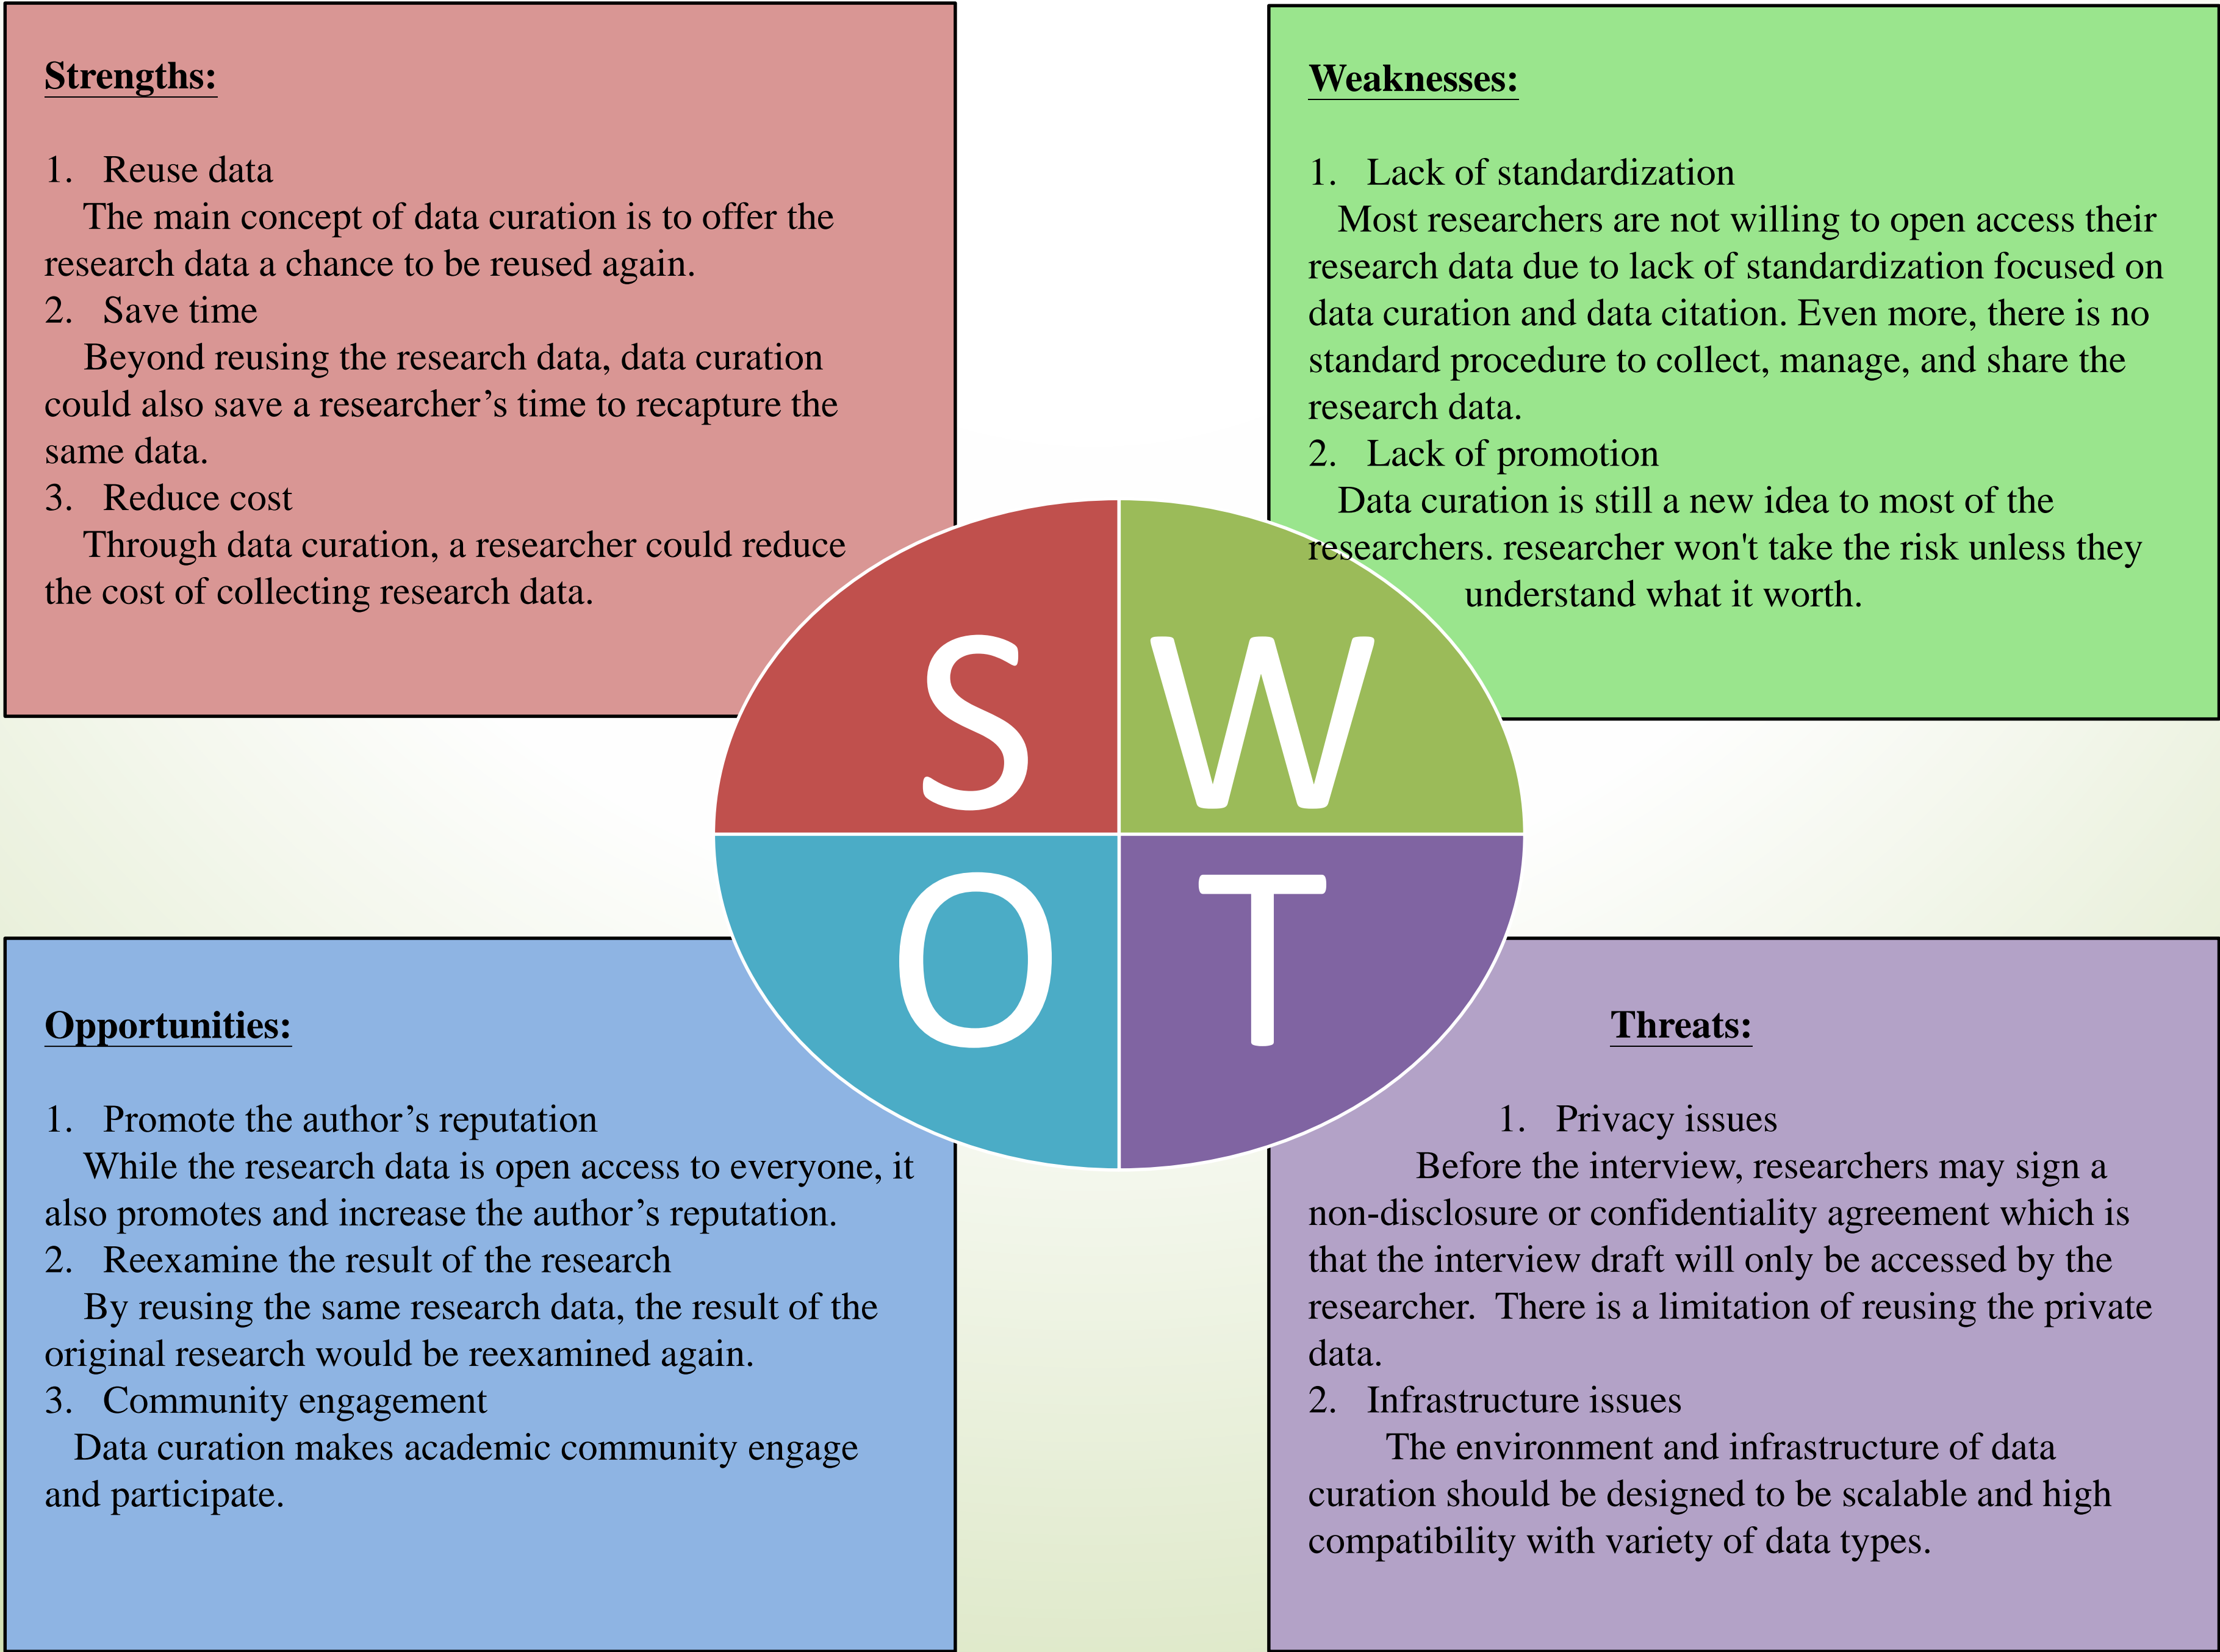 Strengths:
1. Reuse data
The main concept of data curation is to offer the
research data a chance to be reused again.
2. Save time
Beyond reusing the research data, data curation
could also save a researcher’s time to recapture the
same data.
3. Reduce cost
Through data curation, a researcher could reduce
the cost of collecting research data.
Weaknesses:
1. Lack of standardization
Most researchers are not willing to open access their
research data due to lack of standardization focused on
data curation and data citation. Even more, there is no
standard procedure to collect, manage, and share the
research data.
2. Lack of promotion
Data curation is still a new idea to most of the
researchers. researcher won't take the risk unless they
understand what it worth.
S W
O T
Opportunities:
1. Promote the author’s reputation
While the research data is open access to everyone, it
also promotes and increase the author’s reputation.
2. Reexamine the result of the research
By reusing the same research data, the result of the
original research would be reexamined again.
3. Community engagement
Data curation makes academic community engage
and participate.
Threats:
1. Privacy issues
Before the interview, researchers may sign a
non-disclosure or confidentiality agreement which is
that the interview draft will only be accessed by the
researcher. There is a limitation of reusing the private
data.
2. Infrastructure issues
The environment and infrastructure of data
curation should be designed to be scalable and high
compatibility with variety of data types.